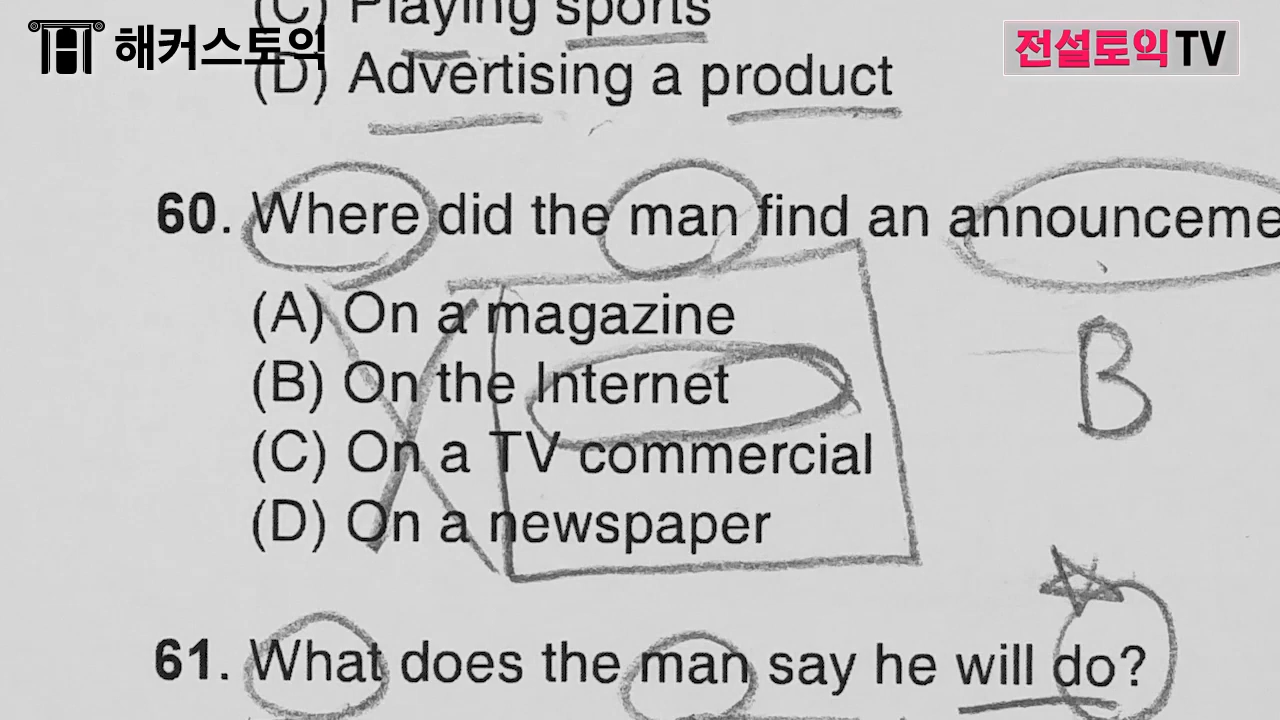 (C) Playing sports
해커스토익
전설토익TV
(D) Advertising a product
60. Where did the man find an announceme
(A) On a magazine
(B) On the Internet
B
(C) On a TV commercial
(D) On a newspaper
61. What does the man say he will do?